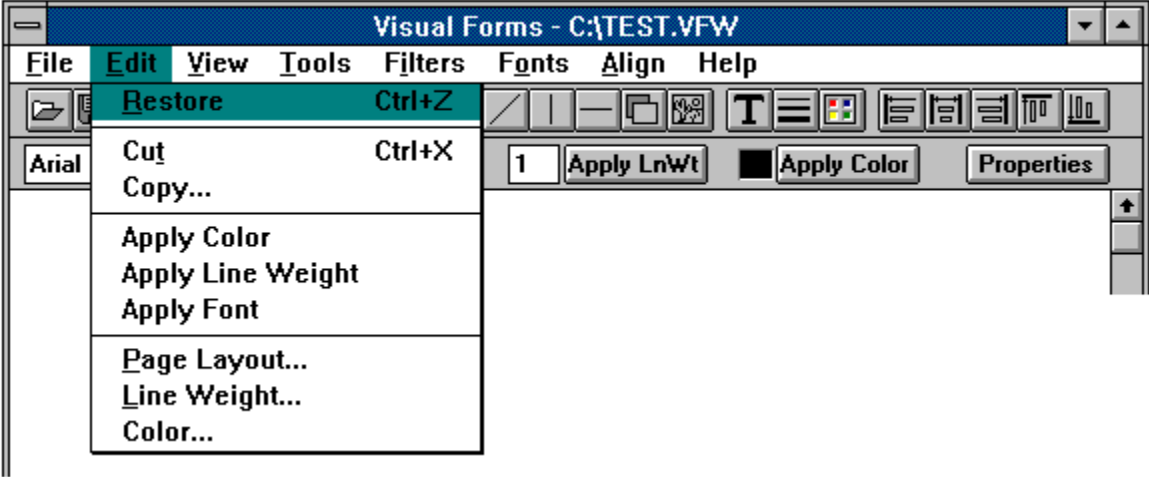 Visual Forms - C:\TEST.VFW
File Edit View Tools Filters Fonts Align Help
Restore Ctrl+Z
T
Cut Ctrl+X
Arial 1 Apply LnWt Apply Color Properties
Copy...
Apply Color
Apply Line Weight
Apply Font
Page Layout...
Line Weight...
Color...